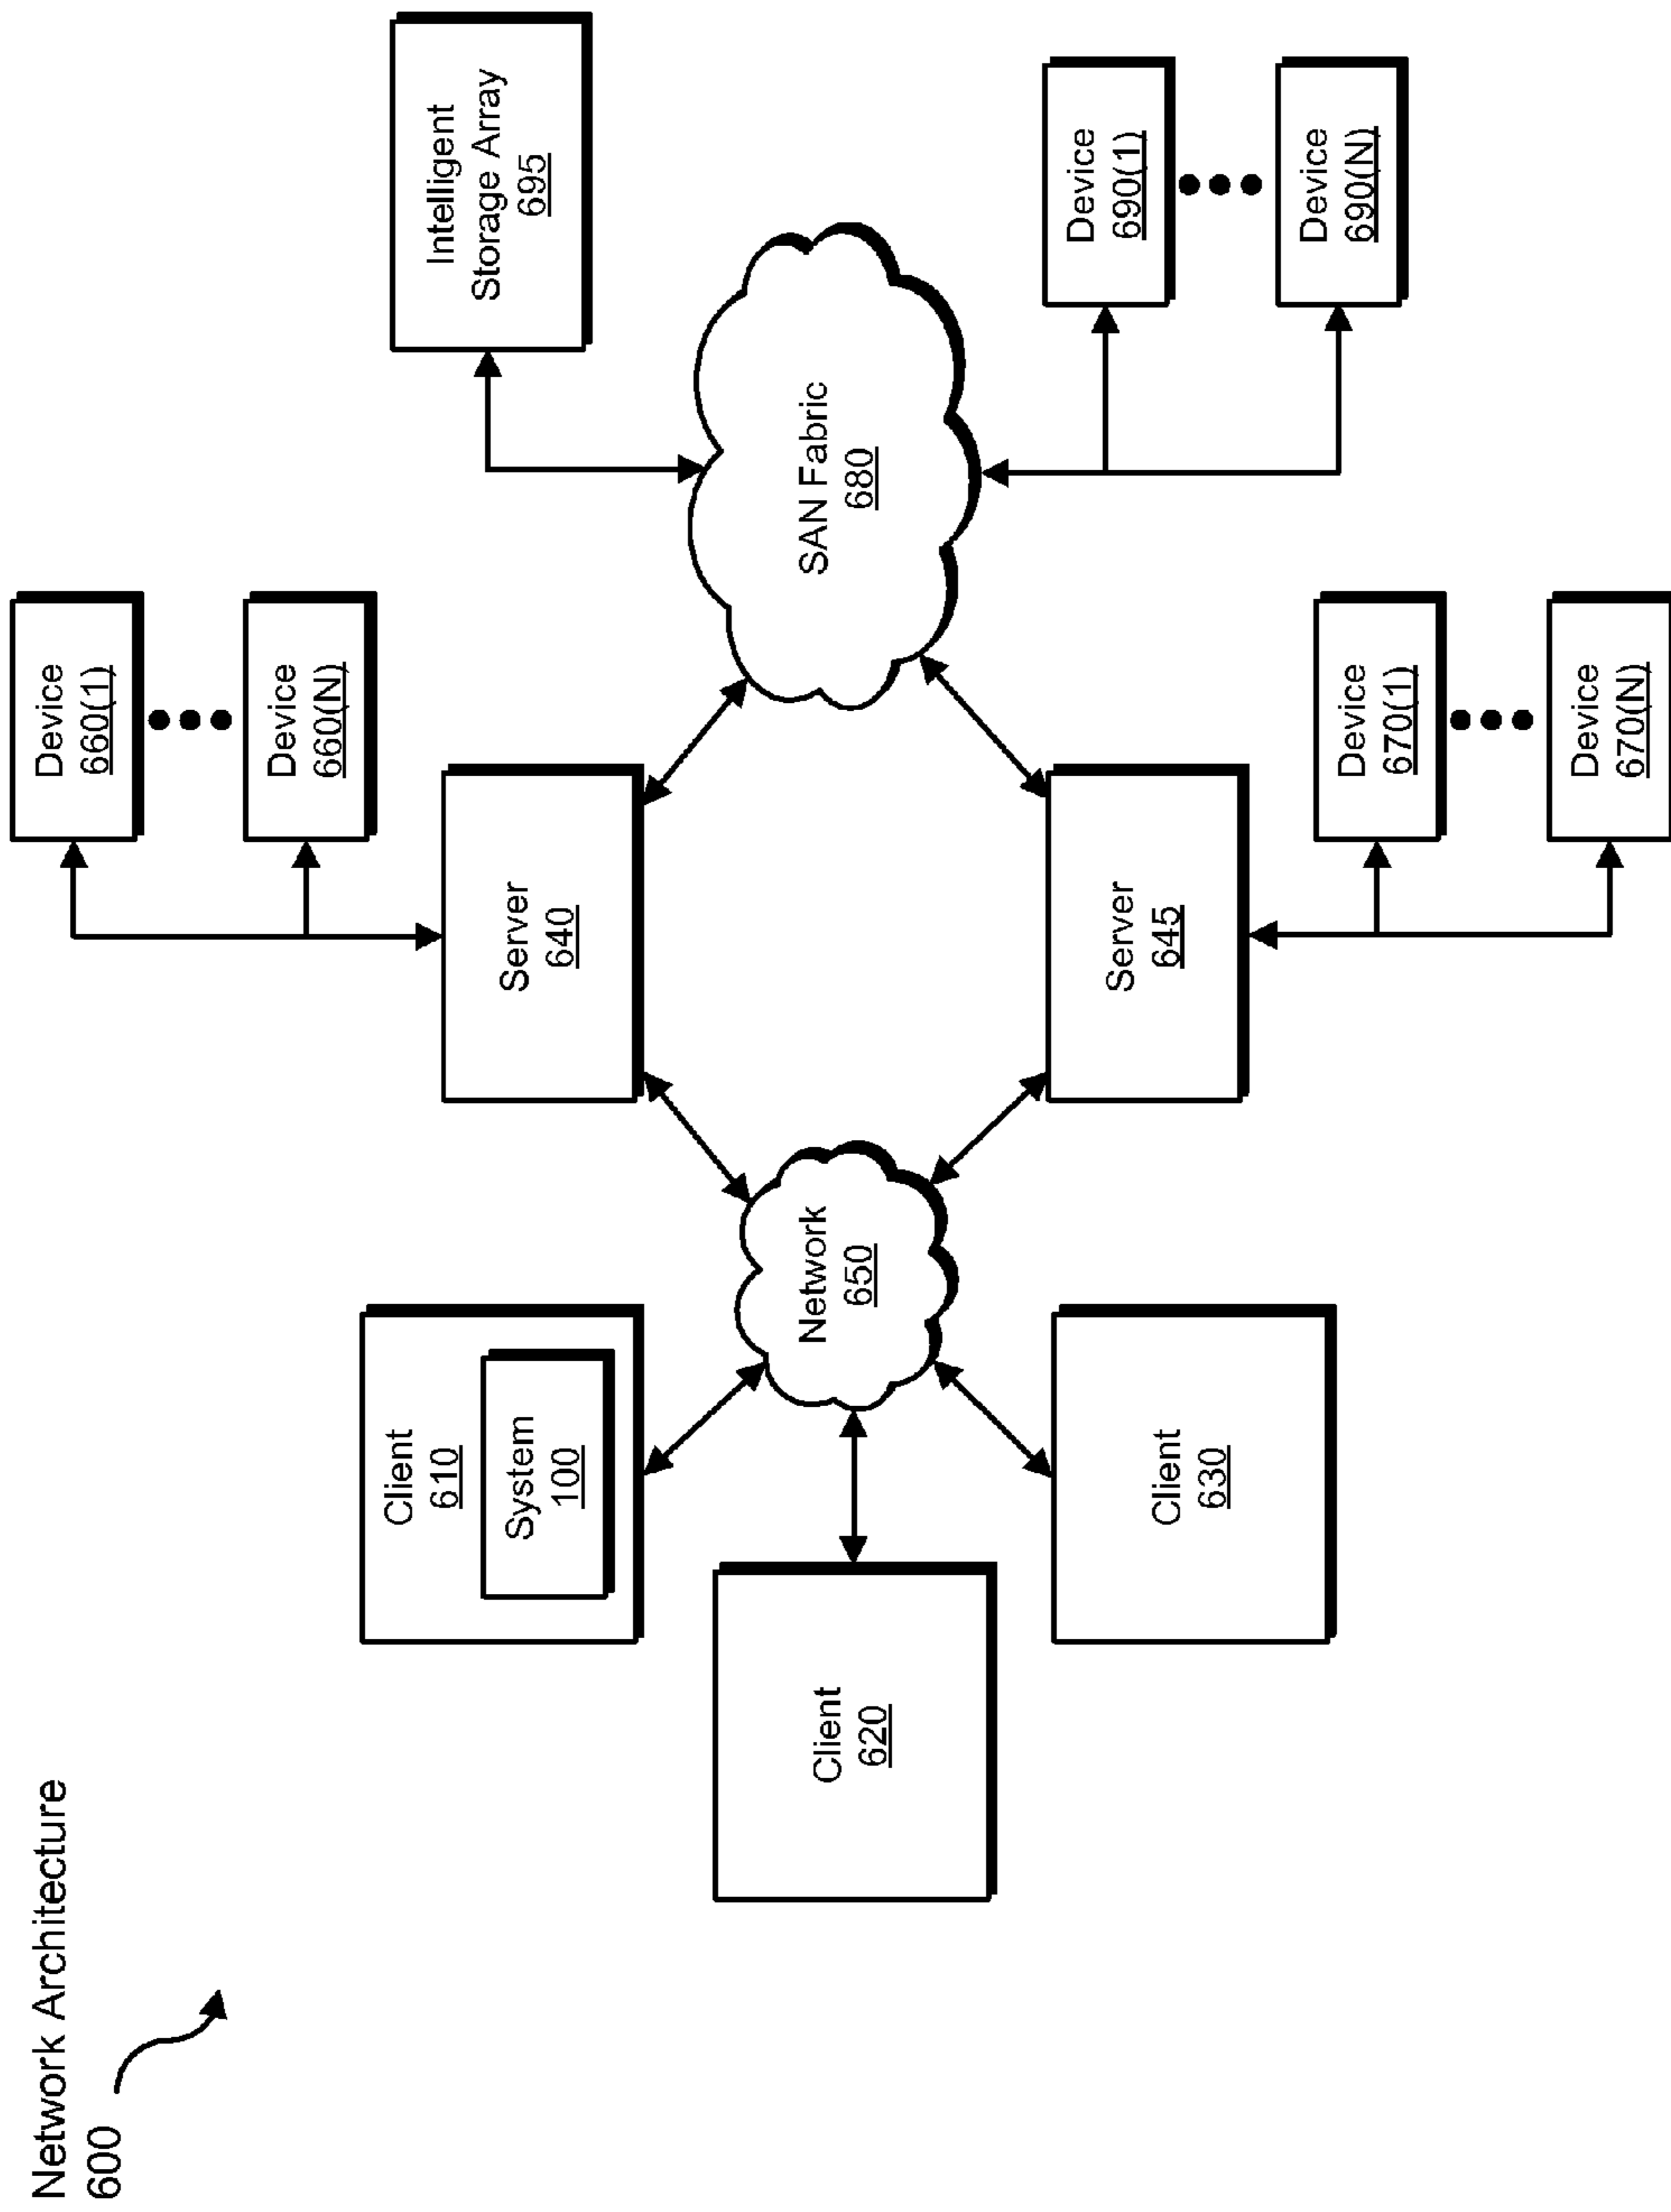 Network Architecture
600
Client
610
System
100
Client
620
Client
630
Network
650
Server
640
Server
645
Device
660(1)
Device
660(N)
Device
670(1)
Device
670(N)
SAN Fabric
680
Intelligent
Storage Array
695
Device
690(1)
Device
690(N)